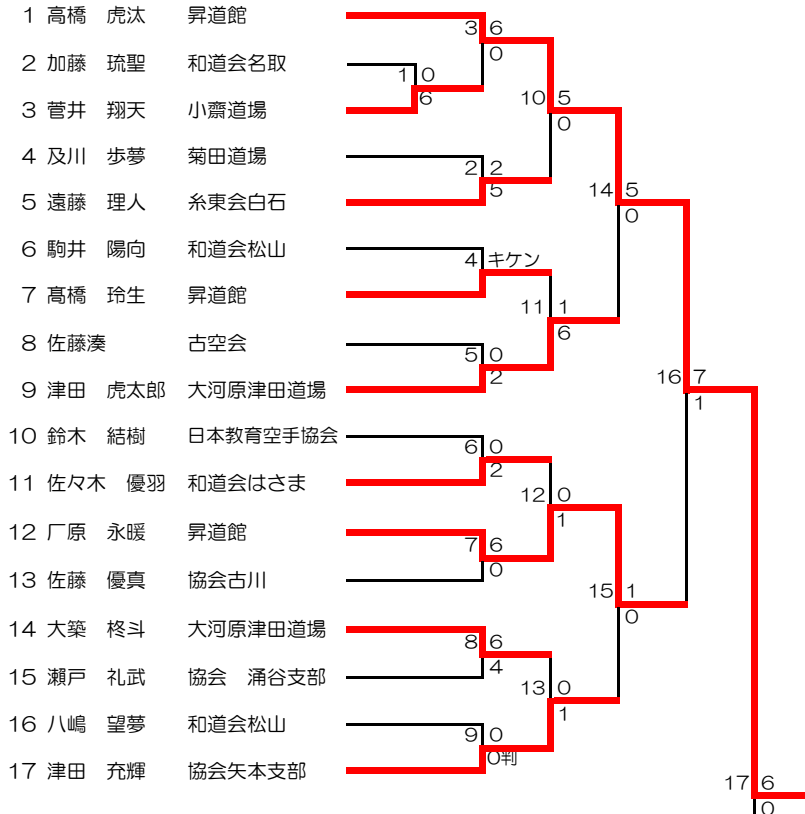 1 高橋 虎汰 昇道館
3 6
0
2 加藤 琉聖 和道会名取
1 0
6
3 菅井 翔天 小齋道場
10 5
0
4 及川 歩夢 菊田道場
2 2
5
5 遠藤 理人 糸東会白石
14 5
0
6 駒井 陽向 和道会松山
4 キケン
7 髙橋 玲生 昇道館
11 1
6
8 佐藤湊 古空会
5 0
2
9 津田 虎太郎 大河原津田道場
16 7
1
10 鈴木 結樹 日本教育空手協会
6 0
2
11 佐々木 優羽 和道会はさま
12 0
1
12 厂原 永暖 昇道館
7 6
0
13 佐藤 優真 協会古川
15 1
0
14 大築 柊斗 大河原津田道場
8 6
4
15 瀬戸 礼武 協会 涌谷支部
13 0
1
16 八嶋 望夢 和道会松山
9 0
0判
17 津田 充輝 協会矢本支部
17 6
0